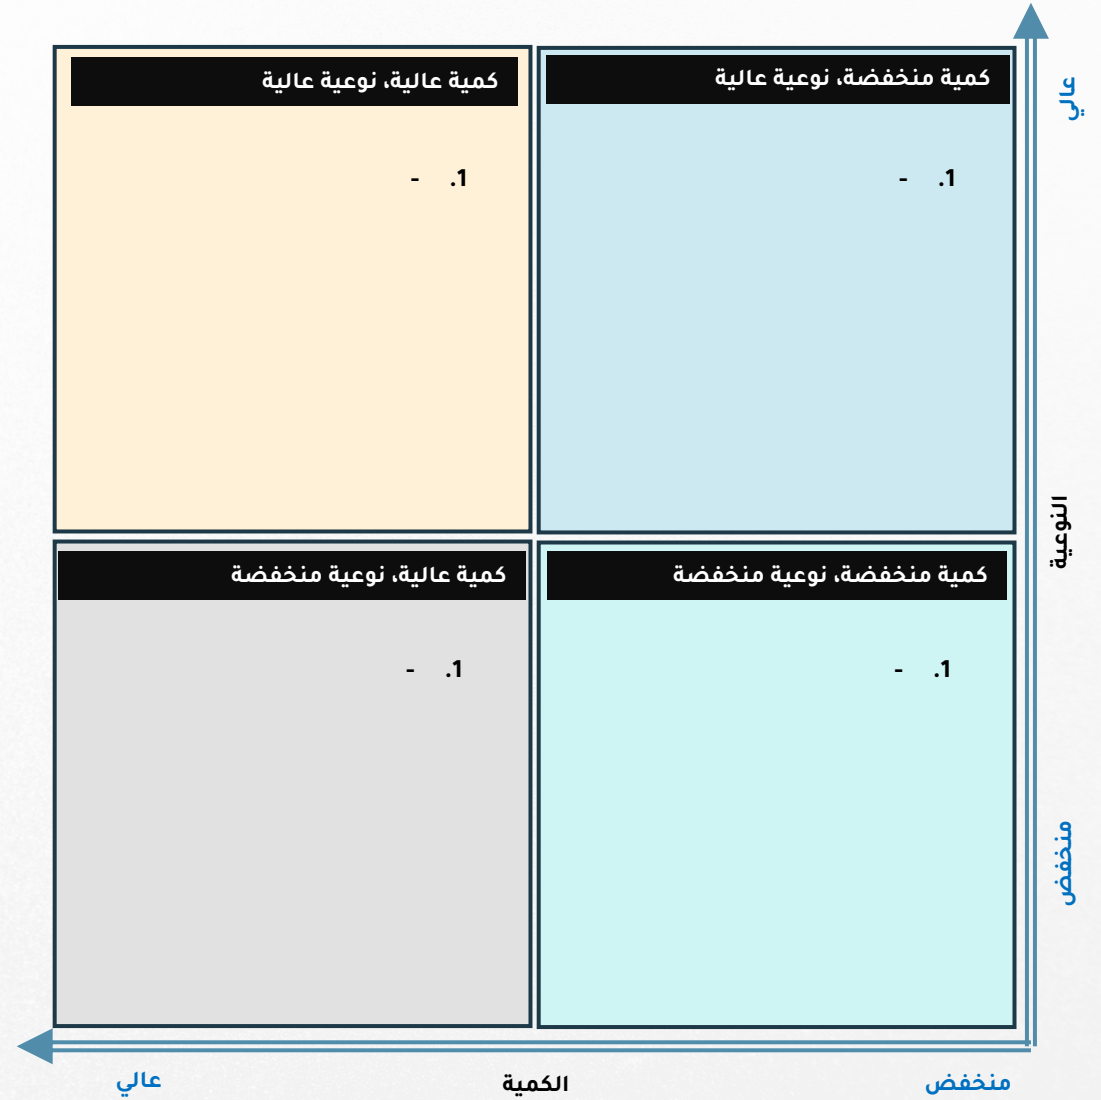 عالي
كمية منخفضة، نوعية عالية
1. -
كمية عالية، نوعية عالية
1. -
النوعية
كمية منخفضة، نوعية منخفضة
1. -
كمية عالية، نوعية منخفضة
1. -
منخفض
منخفض
الكمية
عالي